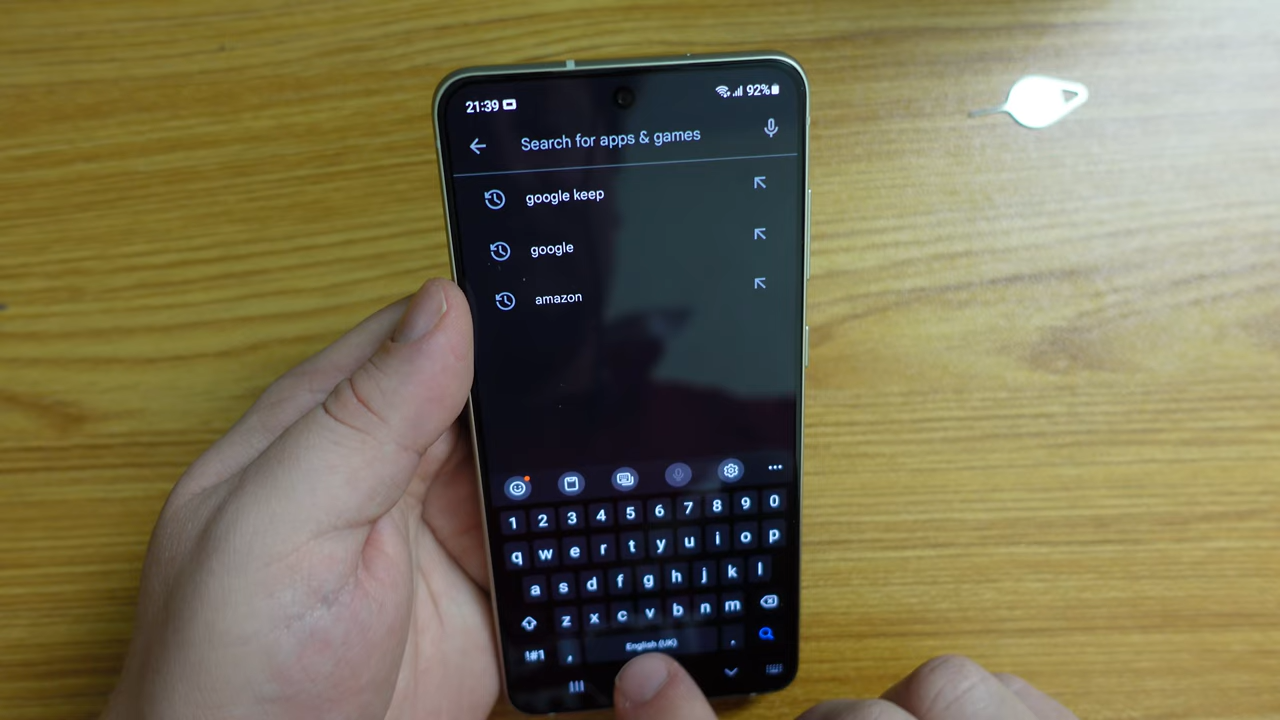 21:39 92%
Search for apps & games
google keep
google
amazon
1 2 3 4 5 6 7 8 9 0
q w e r t y u i o p
a s d f g h j k l
z x c v b n m
!#1 , English (UK) .